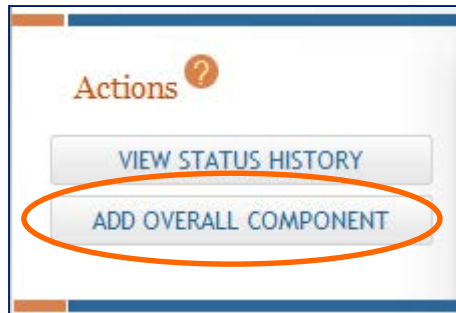 Actions ?
VIEW STATUS HISTORY
ADD OVERALL COMPONENT